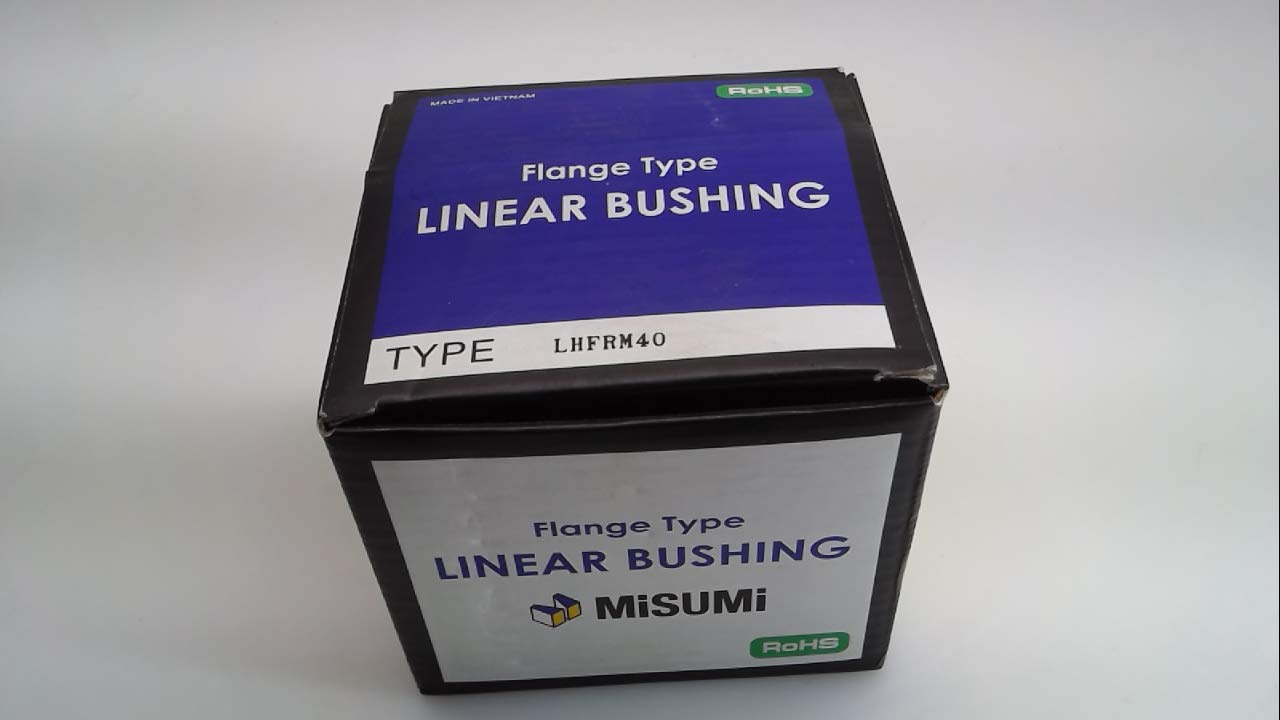 MADE IN VIETNAM
RoHS
Flange Type
LINEAR BUSHING
TYPE LHFRM40
Flange Type
LINEAR BUSHING
MiSUMi
RoHS